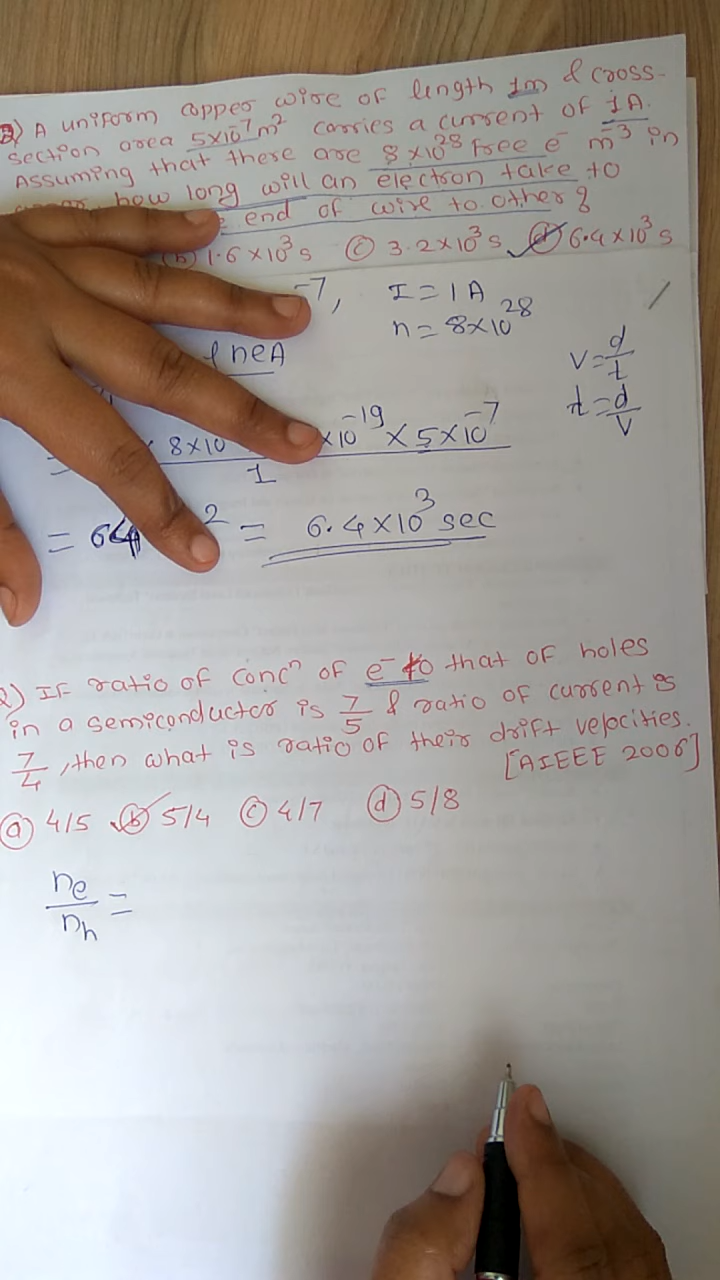 A uniform copper wire of length 1m & cross-
section area 5×10⁻⁷m² carries a current of 1A.
Assuming that there are 8×10²⁸ free e⁻ m⁻³ in
how long will an electron take to
end of wire to other?
(b) 1.6×10³s (c) 3.2×10³s (d) 6.4×10³s
⁻⁷, I = 1A
n = 8×10²⁸
l neA
v = d/t
t = d/v
= 8×10 ×10⁻¹⁹ × 5×10⁻⁷
1
= 64 ² = 6.4×10³ sec
) If ratio of concⁿ of e⁻ to that of holes
in a semiconductor is 7/5 & ratio of current is
7/4, then what is ratio of their drift velocities.
[AIEEE 2006]
(a) 4/5 (b) 5/4 (c) 4/7 (d) 5/8
ne/nh =